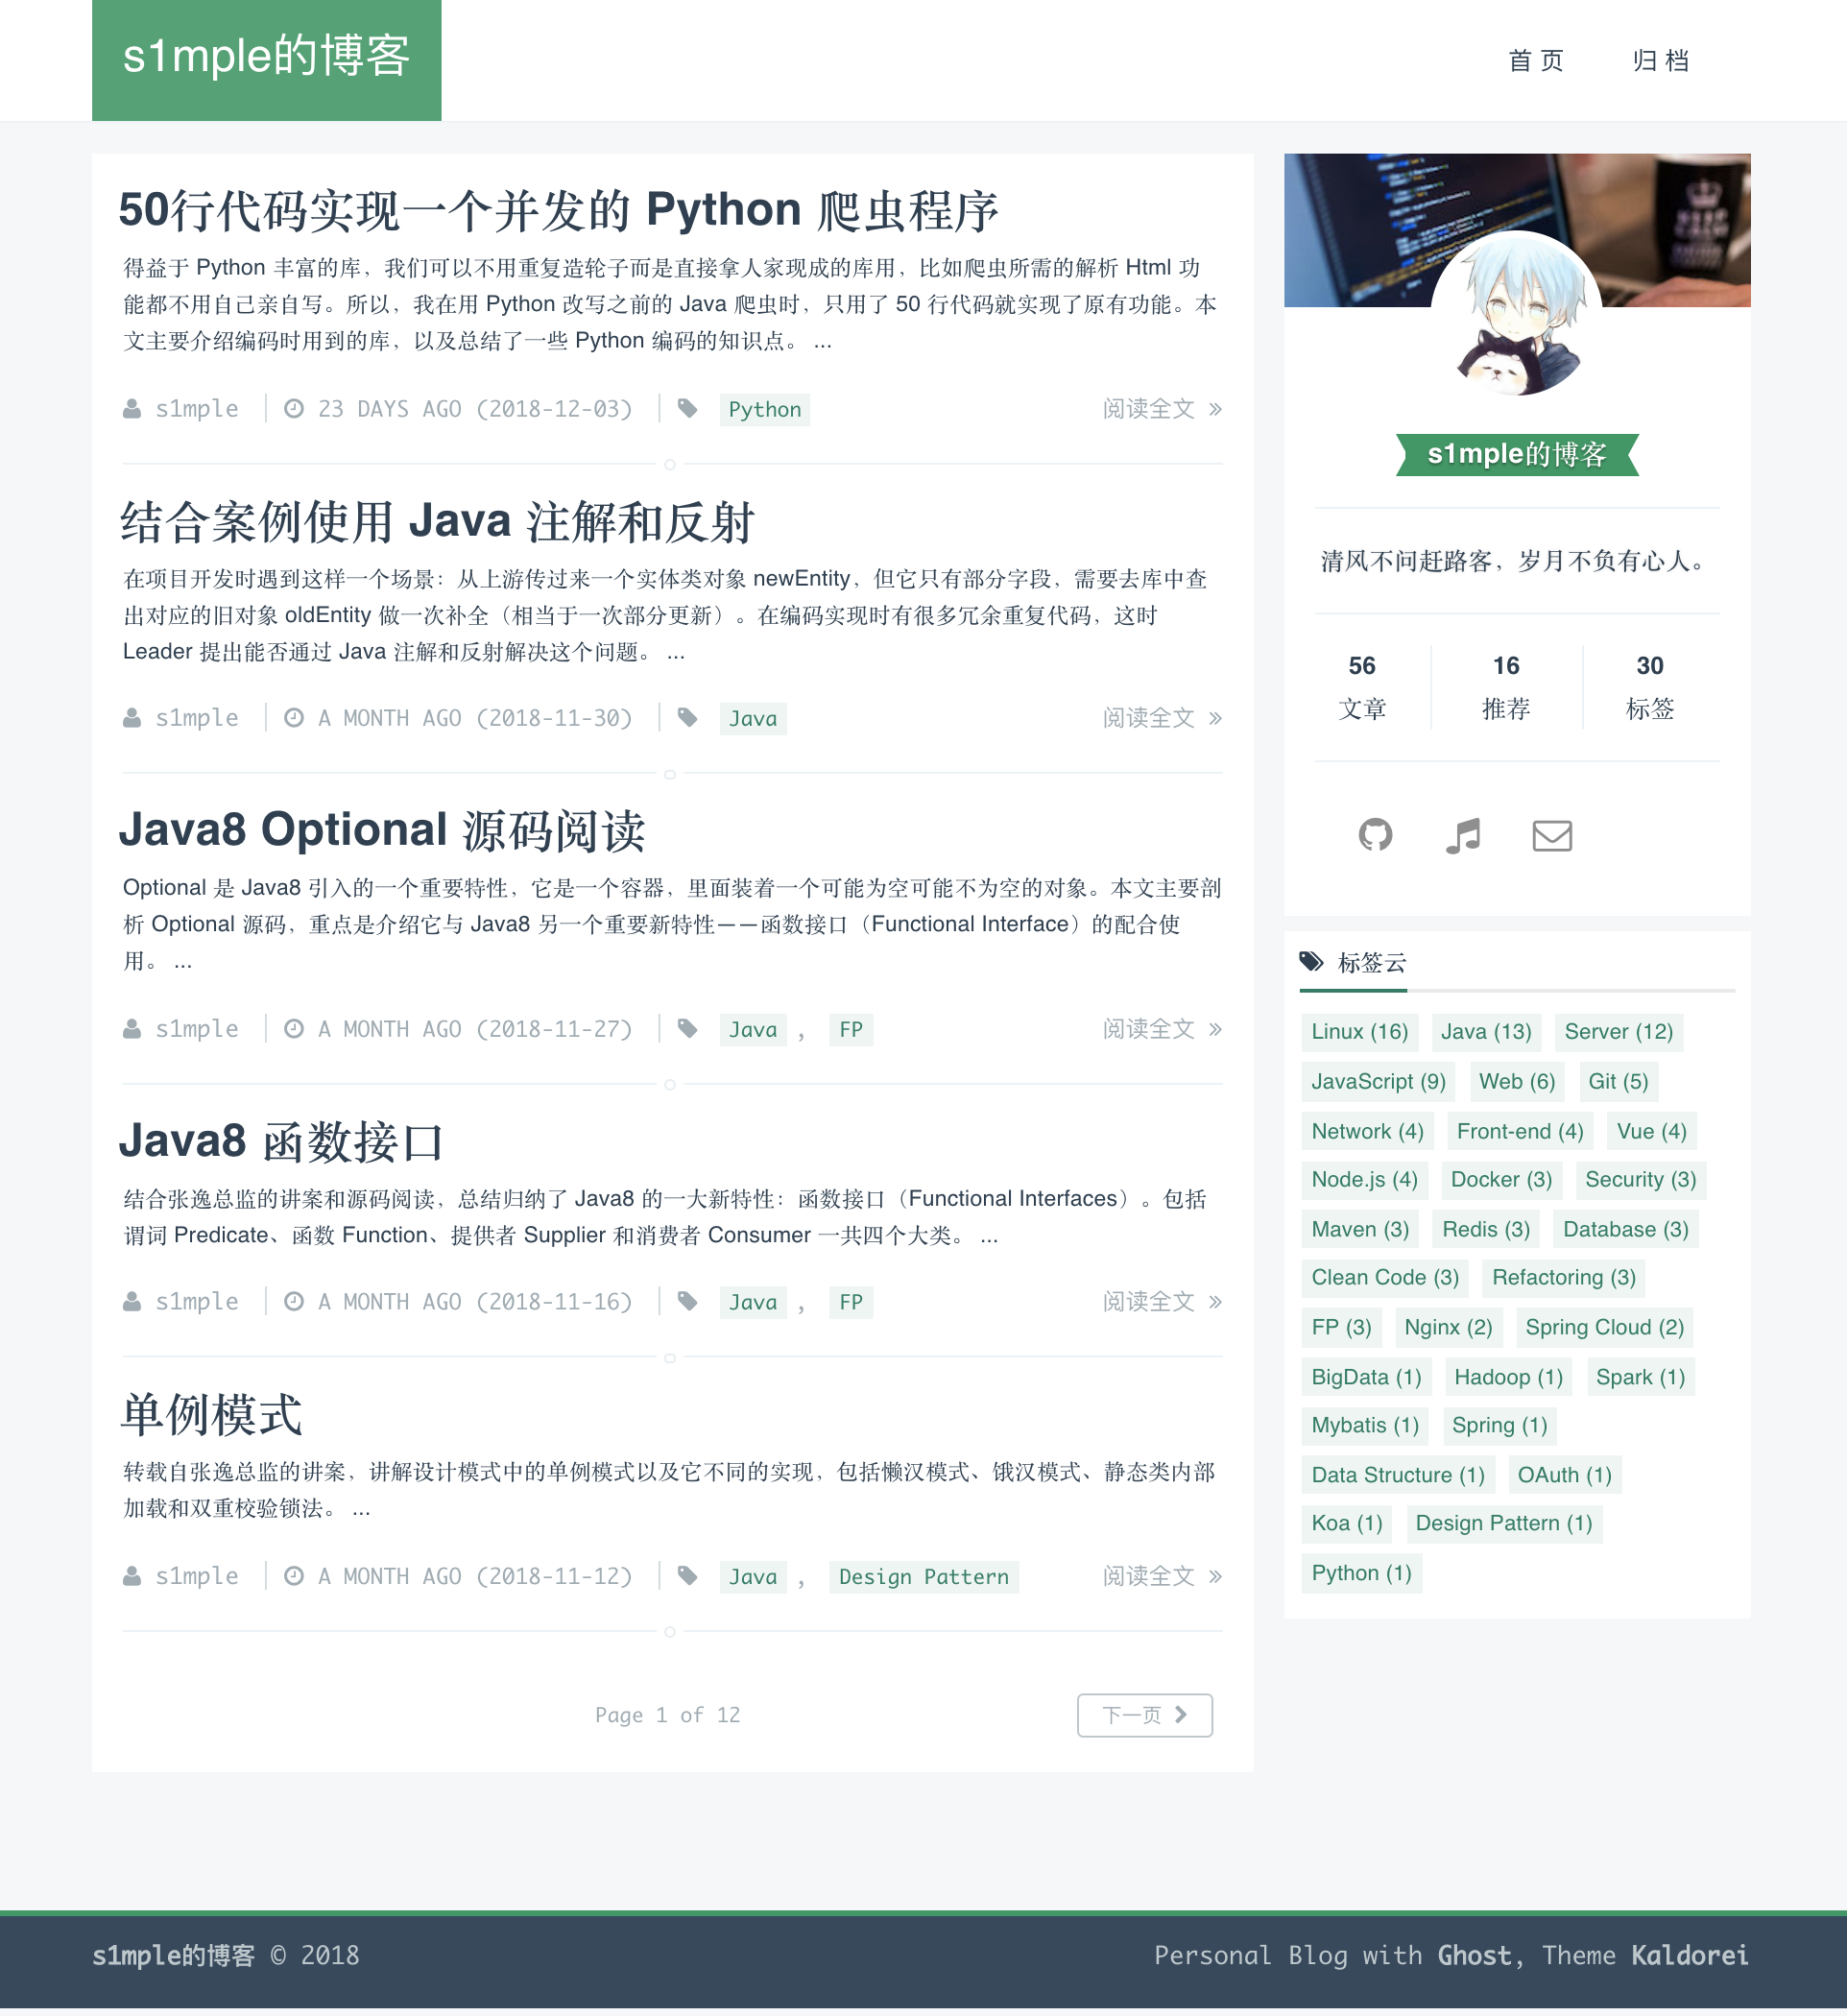 s1mple的博客
首 页 归 档
50行代码实现一个并发的 Python 爬虫程序
得益于 Python 丰富的库，我们可以不用重复造轮子而是直接拿人家现成的库用，比如爬虫所需的解析 Html 功
能都不用自己亲自写。所以，我在用 Python 改写之前的 Java 爬虫时，只用了 50 行代码就实现了原有功能。本
文主要介绍编码时用到的库，以及总结了一些 Python 编码的知识点。 ...
s1mple 23 DAYS AGO (2018-12-03) Python 阅读全文 »
结合案例使用 Java 注解和反射
在项目开发时遇到这样一个场景：从上游传过来一个实体类对象 newEntity，但它只有部分字段，需要去库中查
出对应的旧对象 oldEntity 做一次补全（相当于一次部分更新）。在编码实现时有很多冗余重复代码，这时
Leader 提出能否通过 Java 注解和反射解决这个问题。 ...
s1mple A MONTH AGO (2018-11-30) Java 阅读全文 »
Java8 Optional 源码阅读
Optional 是 Java8 引入的一个重要特性，它是一个容器，里面装着一个可能为空可能不为空的对象。本文主要剖
析 Optional 源码，重点是介绍它与 Java8 另一个重要新特性——函数接口（Functional Interface）的配合使
用。 ...
s1mple A MONTH AGO (2018-11-27) Java , FP 阅读全文 »
Java8 函数接口
结合张逸总监的讲案和源码阅读，总结归纳了 Java8 的一大新特性：函数接口（Functional Interfaces）。包括
谓词 Predicate、函数 Function、提供者 Supplier 和消费者 Consumer 一共四个大类。 ...
s1mple A MONTH AGO (2018-11-16) Java , FP 阅读全文 »
单例模式
转载自张逸总监的讲案，讲解设计模式中的单例模式以及它不同的实现，包括懒汉模式、饿汉模式、静态类内部
加载和双重校验锁法。 ...
s1mple A MONTH AGO (2018-11-12) Java , Design Pattern 阅读全文 »
Page 1 of 12 下一页
s1mple的博客
清风不问赶路客，岁月不负有心人。
56 16 30
文章 推荐 标签
标签云
Linux (16) Java (13) Server (12)
JavaScript (9) Web (6) Git (5)
Network (4) Front-end (4) Vue (4)
Node.js (4) Docker (3) Security (3)
Maven (3) Redis (3) Database (3)
Clean Code (3) Refactoring (3)
FP (3) Nginx (2) Spring Cloud (2)
BigData (1) Hadoop (1) Spark (1)
Mybatis (1) Spring (1)
Data Structure (1) OAuth (1)
Koa (1) Design Pattern (1)
Python (1)
s1mple的博客 © 2018 Personal Blog with Ghost, Theme Kaldorei